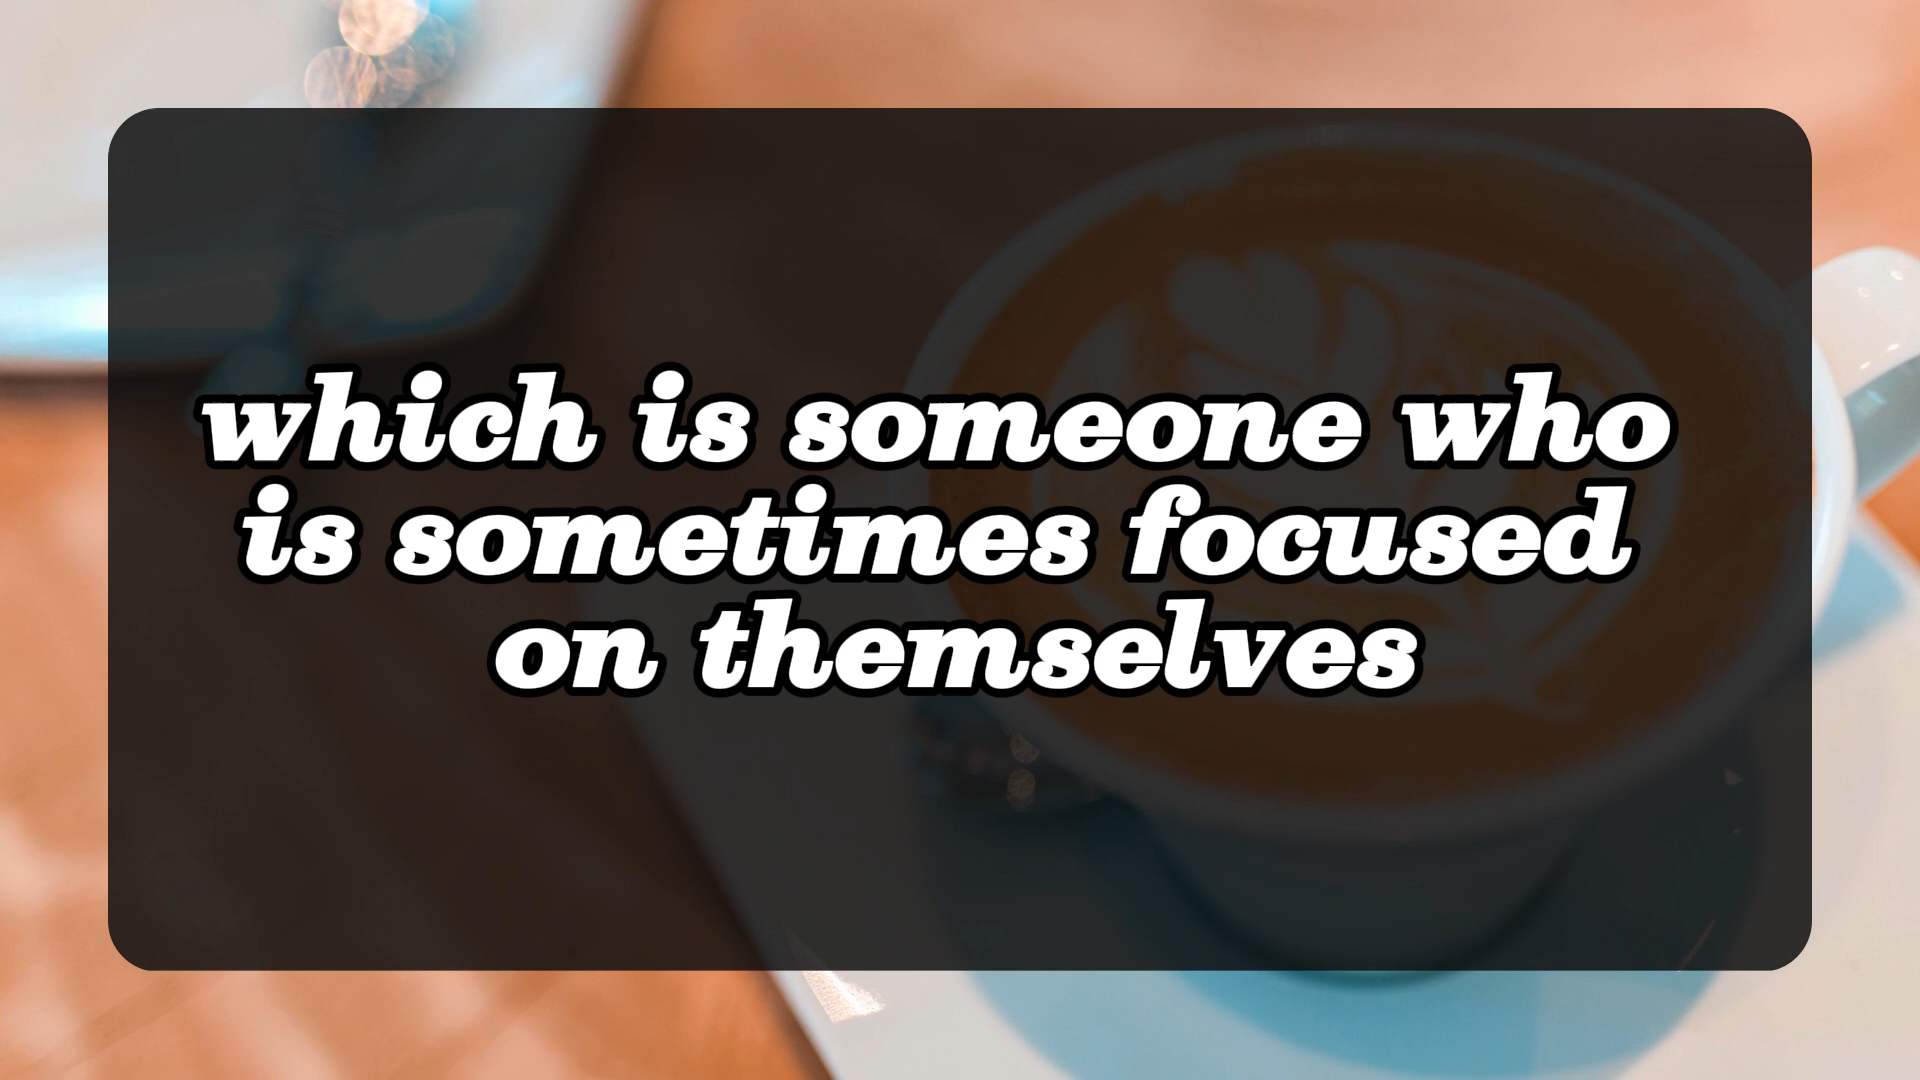 which is someone who
is sometimes focused
on themselves